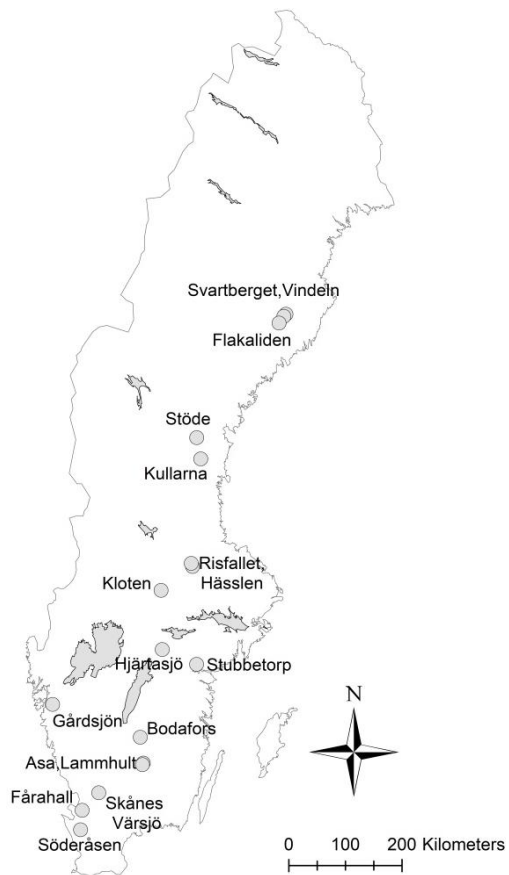 Svartberget,Vindeln
Flakaliden
Stöde
Kullarna
Risfallet,
Hässlen
Kloten
Hjärtasjö
Stubbetorp
Gårdsjön
Bodafors
Asa,Lammhult
Fårahall
Skånes
Värsjö
Söderåsen
N
0 100 200 Kilometers